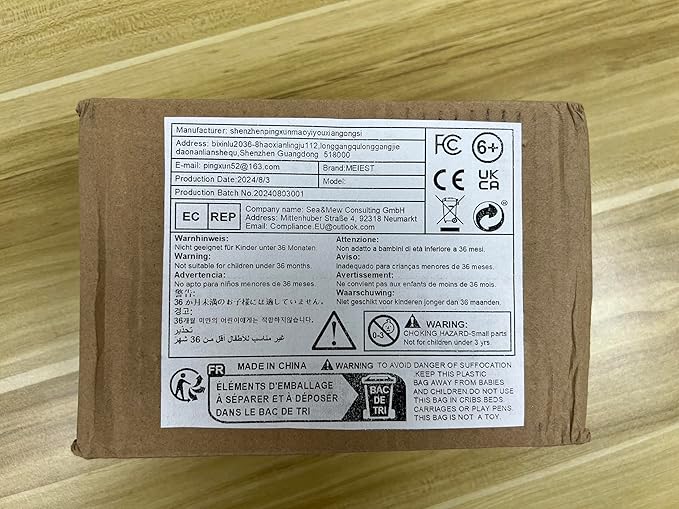 Manufacturer: shenzhenpingxunmaoyiyouxiangongsi
Address: bixinlu2036-8haoxianlingju112,longgangqulonggangjie
daonanlianshequ,Shenzhen Guangdong 518000
E-mail: pingxun52@163.com Brand:MEIEST
Production Date:2024/8/3 Model:
Production Batch No.20240803001
FC
6+
CE
UK
CA
EC REP
Company name: Sea&Mew Consulting GmbH
Address: Mittenhuber Straße 4, 92318 Neumarkt
Email: Compliance.EU@outlook.com
Warnhinweis:
Nicht geeignet für Kinder unter 36 Monaten.
Warning:
Not suitable for children under 36 months.
Advertencia:
No apto para niños menores de 36 meses.
警告:
36 か月未満のお子様には適していません。
경고:
36개월 미만의 어린이에게는 적합하지않습니다.
تحذير
غير مناسب للأطفال أقل من 36 شهر
Attenzione:
Non adatto a bambini di età inferiore a 36 mesi.
Aviso:
Inadequado para crianças menores de 36 meses.
Avertissement:
Ne convient pas aux enfants de moins de 36 mois.
Waarschuwing:
Niet geschikt voor kinderen jonger dan 36 maanden.
0-3
WARING:
CHOKING HAZARD-Small parts
Not for children under 3 yrs.
FR
MADE IN CHINA
ÉLÉMENTS D'EMBALLAGE
À SÉPARER ET À DÉPOSER
DANS LE BAC DE TRI
BAC
DE
TRI
WARNING TO AVOID DANGER OF SUFFOCATION
.KEEP THIS PLASTIC
BAG AWAY FROM BABIES
AND CHILDREN.DO NOT USE
THIS BAG IN CRIBS.BEDS.
CARRIAGES OR PLAY PENS.
THIS BAG IS NOT A TOY.